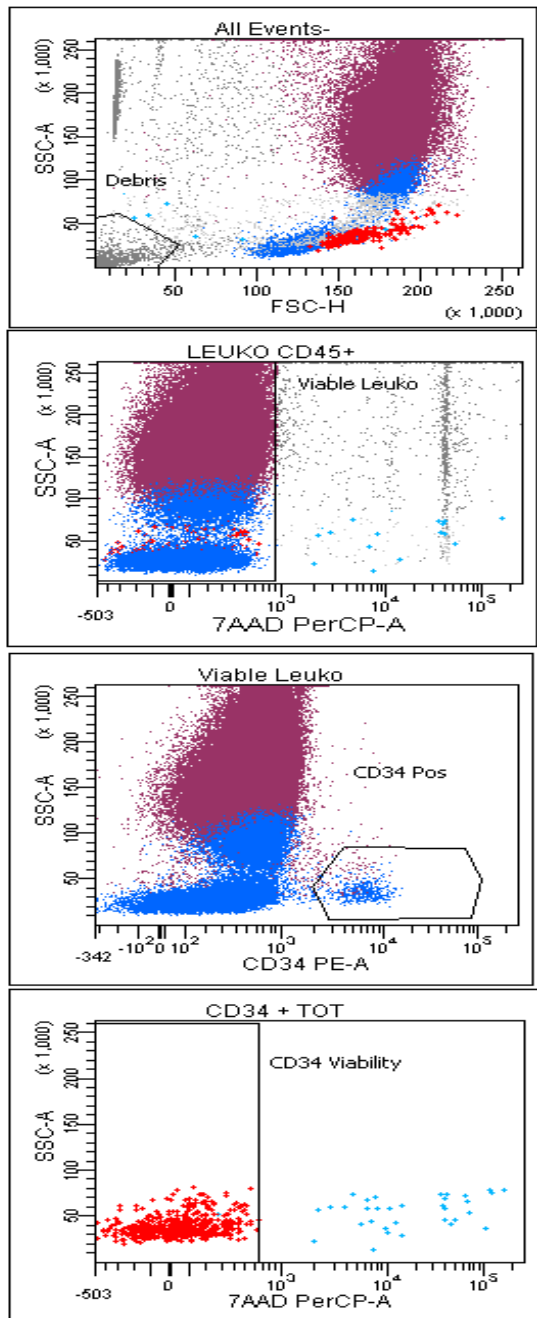 All Events-
(x 1,000)
SSC-A
50 100 150 200 250
Debris
50 100 150 200 250
FSC-H
(x 1,000)
LEUKO CD45+
(x 1,000)
SSC-A
50 100 150 200 250
Viable Leuko
-503 0 10³ 10⁴ 10⁵
7AAD PerCP-A
Viable Leuko
(x 1,000)
SSC-A
50 100 150 200 250
CD34 Pos
-342 -10² 0 10² 10³ 10⁴ 10⁵
CD34 PE-A
CD34 + TOT
(x 1,000)
SSC-A
50 100 150 200 250
CD34 Viability
-503 0 10³ 10⁴ 10⁵
7AAD PerCP-A